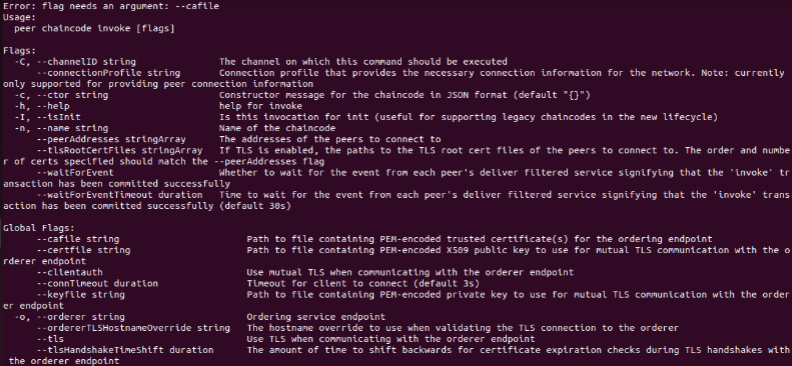 Error: flag needs an argument: --cafile
Usage:
  peer chaincode invoke [flags]

Flags:
  -C, --channelID string               The channel on which this command should be executed
      --connectionProfile string       Connection profile that provides the necessary connection information for the network. Note: currently
only supported for providing peer connection information
  -c, --ctor string                    Constructor message for the chaincode in JSON format (default "{}")
  -h, --help                           help for invoke
  -I, --isInit                         Is this invocation for init (useful for supporting legacy chaincodes in the new lifecycle)
  -n, --name string                    Name of the chaincode
      --peerAddresses stringArray      The addresses of the peers to connect to
      --tlsRootCertFiles stringArray   If TLS is enabled, the paths to the TLS root cert files of the peers to connect to. The order and numbe
r of certs specified should match the --peerAddresses flag
      --waitForEvent                   Whether to wait for the event from each peer's deliver filtered service signifying that the 'invoke' tr
ansaction has been committed successfully
      --waitForEventTimeout duration   Time to wait for the event from each peer's deliver filtered service signifying that the 'invoke' trans
action has been committed successfully (default 30s)

Global Flags:
      --cafile string                       Path to file containing PEM-encoded trusted certificate(s) for the ordering endpoint
      --certfile string                     Path to file containing PEM-encoded X509 public key to use for mutual TLS communication with the o
rderer endpoint
      --clientauth                          Use mutual TLS when communicating with the orderer endpoint
      --connTimeout duration                Timeout for client to connect (default 3s)
      --keyfile string                      Path to file containing PEM-encoded private key to use for mutual TLS communication with the order
er endpoint
  -o, --orderer string                      Ordering service endpoint
      --ordererTLSHostnameOverride string   The hostname override to use when validating the TLS connection to the orderer
      --tls                                 Use TLS when communicating with the orderer endpoint
      --tlsHandshakeTimeShift duration      The amount of time to shift backwards for certificate expiration checks during TLS handshakes with
 the orderer endpoint